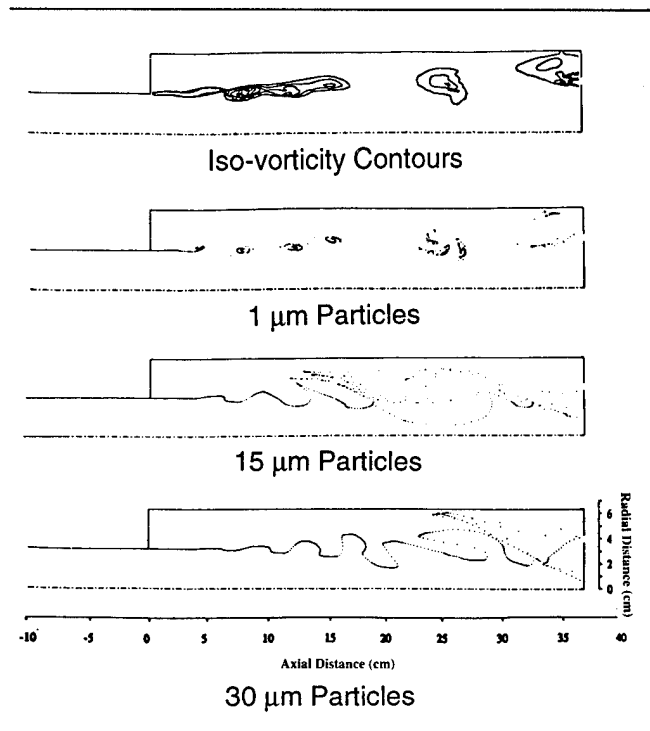 Iso-vorticity Contours
1 µm Particles
15 µm Particles
6
4
2
0
Radial Distance (cm)
-10 -5 0 5 10 15 20 25 30 35 40
Axial Distance (cm)
30 µm Particles